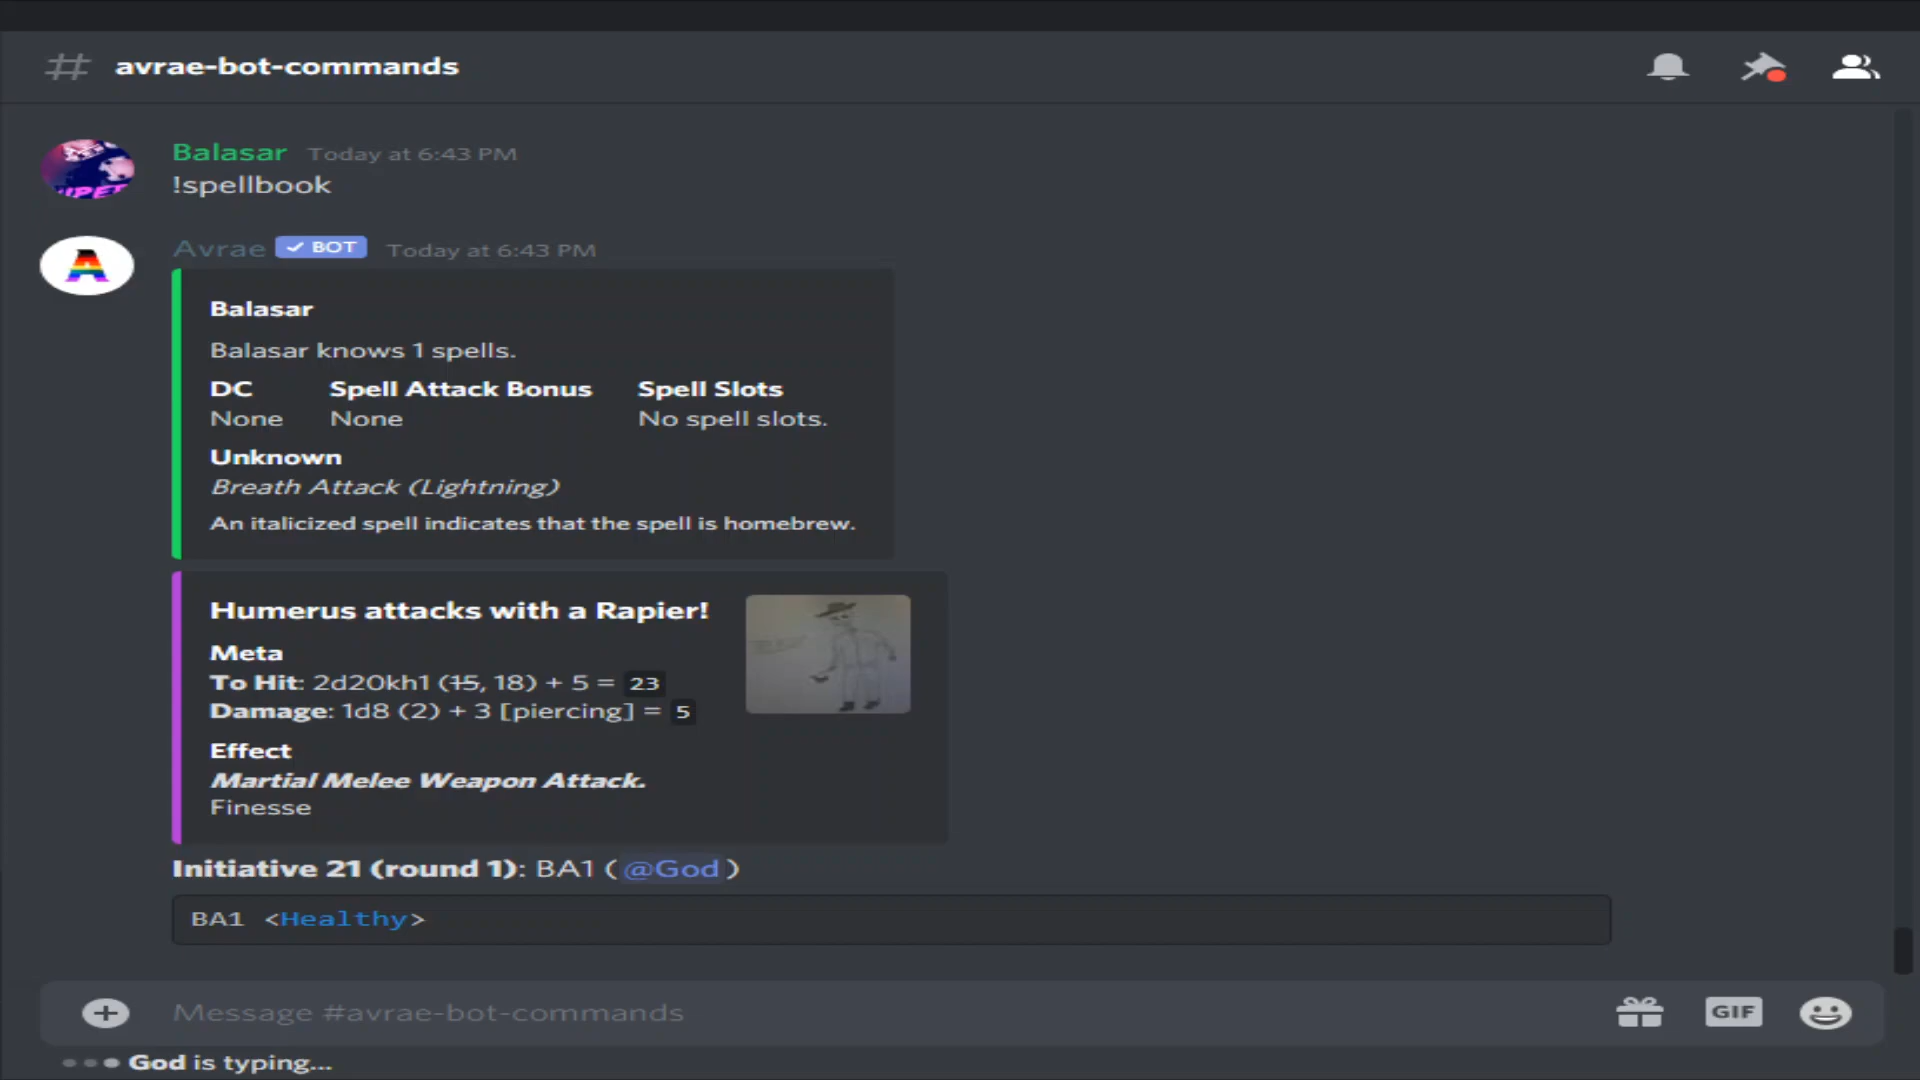 # avrae-bot-commands
Balasar Today at 6:43 PM
!spellbook
Avrae ✓ BOT Today at 6:43 PM
Balasar
Balasar knows 1 spells.
DC Spell Attack Bonus Spell Slots
None None No spell slots.
Unknown
Breath Attack (Lightning)
An italicized spell indicates that the spell is homebrew.
Humerus attacks with a Rapier!
Meta
To Hit: 2d20kh1 (15, 18) + 5 = 23
Damage: 1d8 (2) + 3 [piercing] = 5
Effect
Martial Melee Weapon Attack.
Finesse
Initiative 21 (round 1): BA1 (@God)
BA1 <Healthy>
Message #avrae-bot-commands
GIF
God is typing...